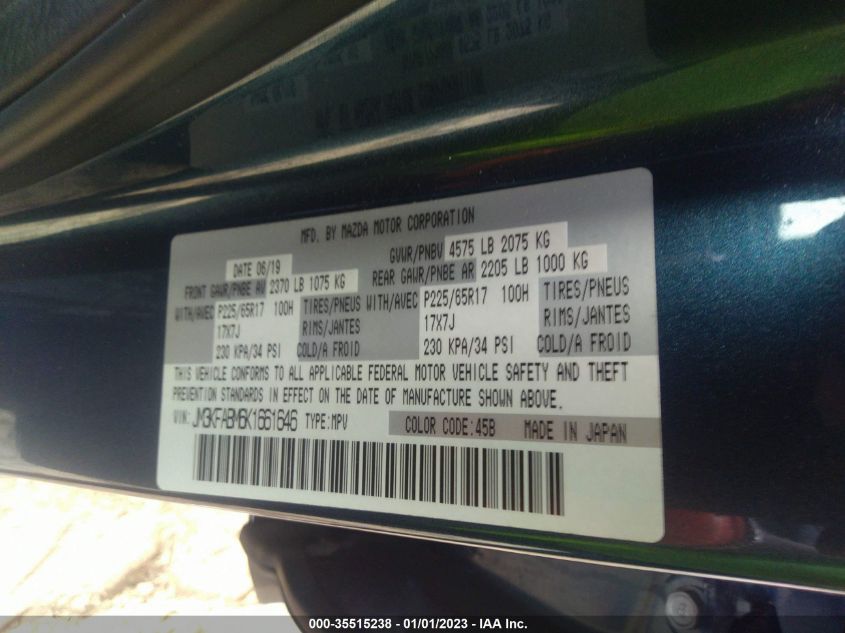 MFD. BY MAZDA MOTOR CORPORATION
DATE 06/19 GVWR/PNBV 4575 LB 2075 KG
FRONT GAWR/PNBE AV 2370 LB 1075 KG REAR GAWR/PNBE AR 2205 LB 1000 KG
WITH/AVEC P225/65R17 100H TIRES/PNEUS WITH/AVEC P225/65R17 100H TIRES/PNEUS
17X7J RIMS/JANTES 17X7J RIMS/JANTES
230 KPA/34 PSI COLD/A FROID 230 KPA/34 PSI COLD/A FROID
THIS VEHICLE CONFORMS TO ALL APPLICABLE FEDERAL MOTOR VEHICLE SAFETY AND THEFT
PREVENTION STANDARDS IN EFFECT ON THE DATE OF MANUFACTURE SHOWN ABOVE.
VIN: JM3KFABM6K1661646 TYPE:MPV COLOR CODE:45B MADE IN JAPAN
000-35515238 - 01/01/2023 - IAA Inc.